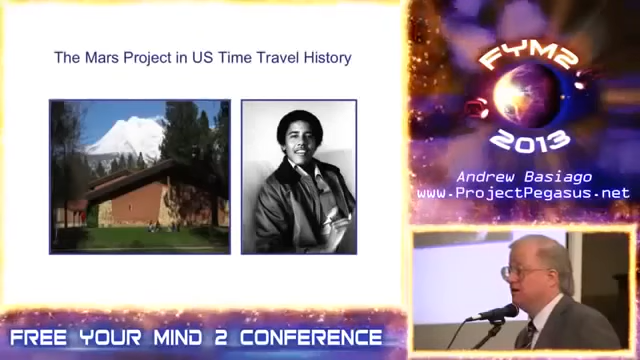 The Mars Project in US Time Travel History
FYM2
2013
Andrew Basiago
www.ProjectPegasus.net
FREE YOUR MIND 2 CONFERENCE